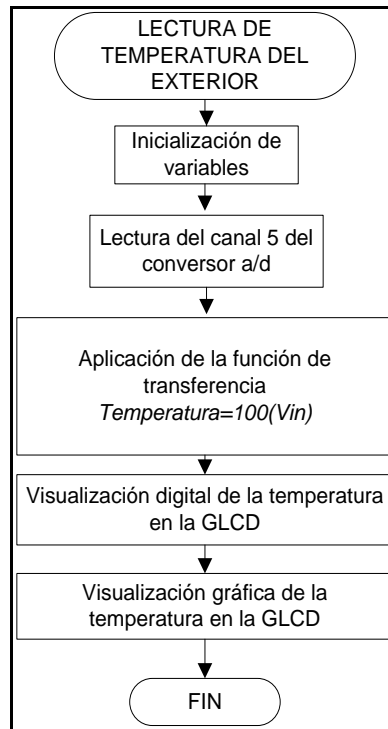 LECTURA DE
TEMPERATURA DEL
EXTERIOR
Inicialización de
variables
Lectura del canal 5 del
conversor a/d
Aplicación de la función de
transferencia
Temperatura=100(Vin)
Visualización digital de la temperatura
en la GLCD
Visualización gráfica de la
temperatura en la GLCD
FIN